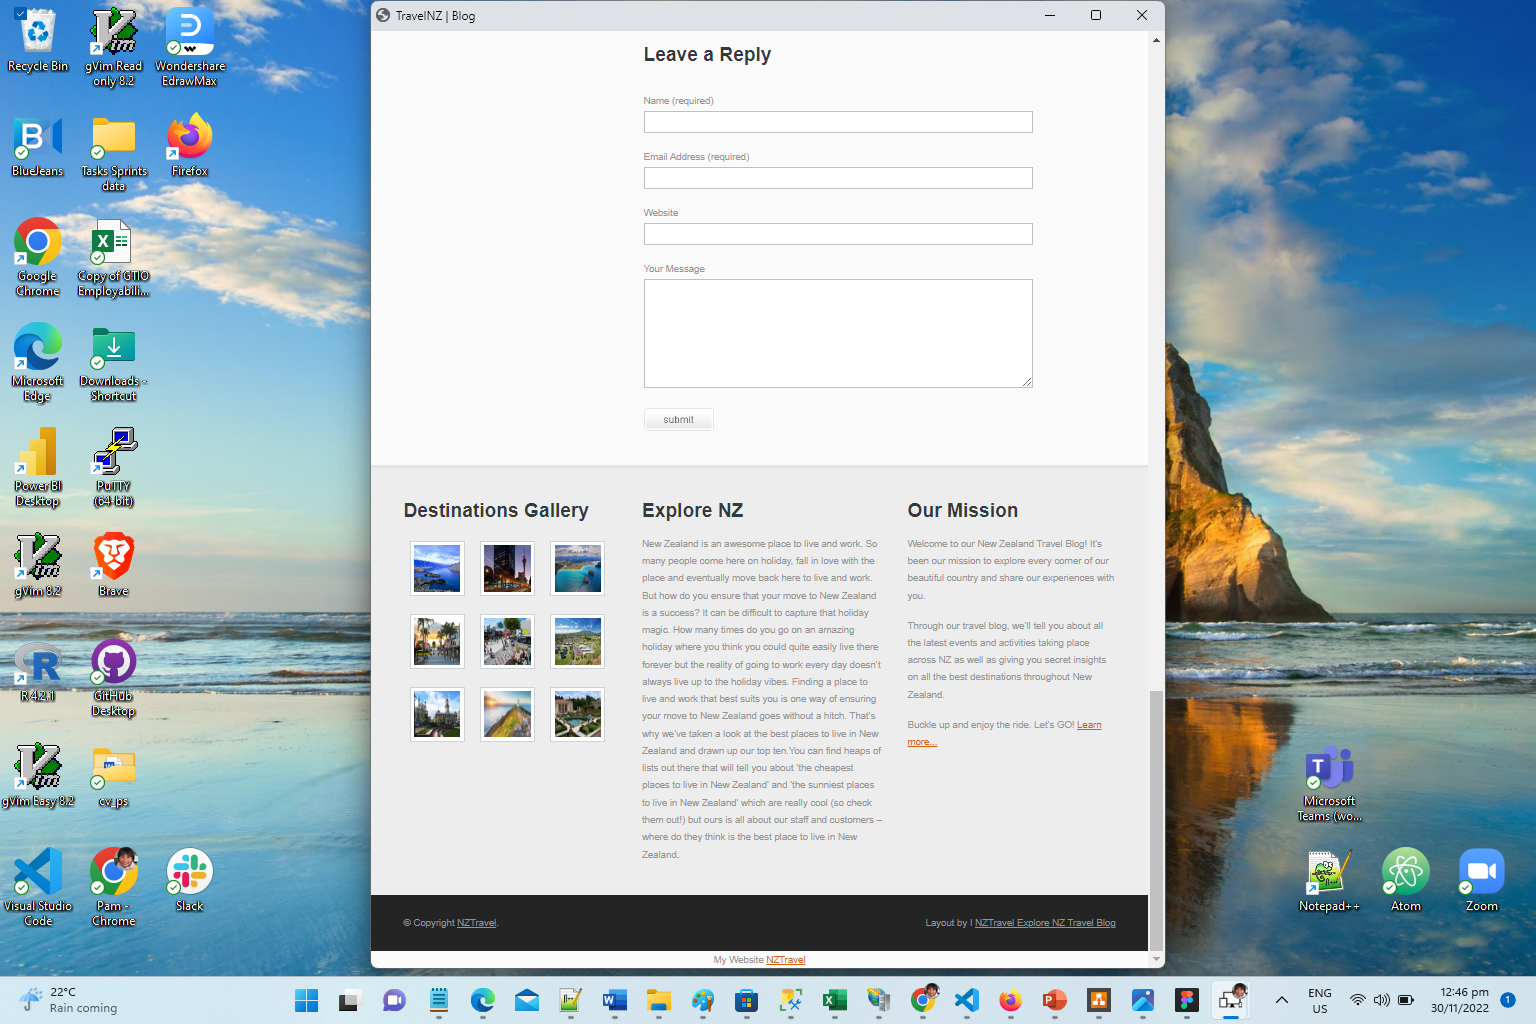 TravelNZ | Blog
Recycle Bin
gVim Read
only 8.2
Wondershare
EdrawMax
BlueJeans
Tasks Sprints
data
Firefox
Google
Chrome
Copy of GTIO
Employabili...
Microsoft
Edge
Downloads -
Shortcut
Power BI
Desktop
PuTTY
(64-bit)
gVim 8.2
Brave
R 4.2.1
GitHub
Desktop
gVim Easy 8.2
cv_ps
Visual Studio
Code
Pam -
Chrome
Slack
Leave a Reply
Name (required)
Email Address (required)
Website
Your Message
submit
Destinations Gallery
Explore NZ
New Zealand is an awesome place to live and work. So
many people come here on holiday, fall in love with the
place and eventually move back here to live and work.
But how do you ensure that your move to New Zealand
is a success? It can be difficult to capture that holiday
magic. How many times do you go on an amazing
holiday where you think you could quite easily live there
forever but the reality of going to work every day doesn't
always live up to the holiday vibes. Finding a place to
live and work that best suits you is one way of ensuring
your move to New Zealand goes without a hitch. That's
why we've taken a look at the best places to live in New
Zealand and drawn up our top ten.You can find heaps of
lists out there that will tell you about 'the cheapest
places to live in New Zealand' and 'the sunniest places
to live in New Zealand' which are really cool (so check
them out!) but ours is all about our staff and customers –
where do they think is the best place to live in New
Zealand.
Our Mission
Welcome to our New Zealand Travel Blog! It's
been our mission to explore every corner of our
beautiful country and share our experiences with
you.
Through our travel blog, we'll tell you about all
the latest events and activities taking place
across NZ as well as giving you secret insights
on all the best destinations throughout New
Zealand.
Buckle up and enjoy the ride. Let's GO! Learn
more...
© Copyright NZTravel.
Layout by I NZTravel Explore NZ Travel Blog
My Website NZTravel
Microsoft
Teams (wo...
Notepad++
Atom
Zoom
22°C
Rain coming
ENG
US
12:46 pm
30/11/2022
1